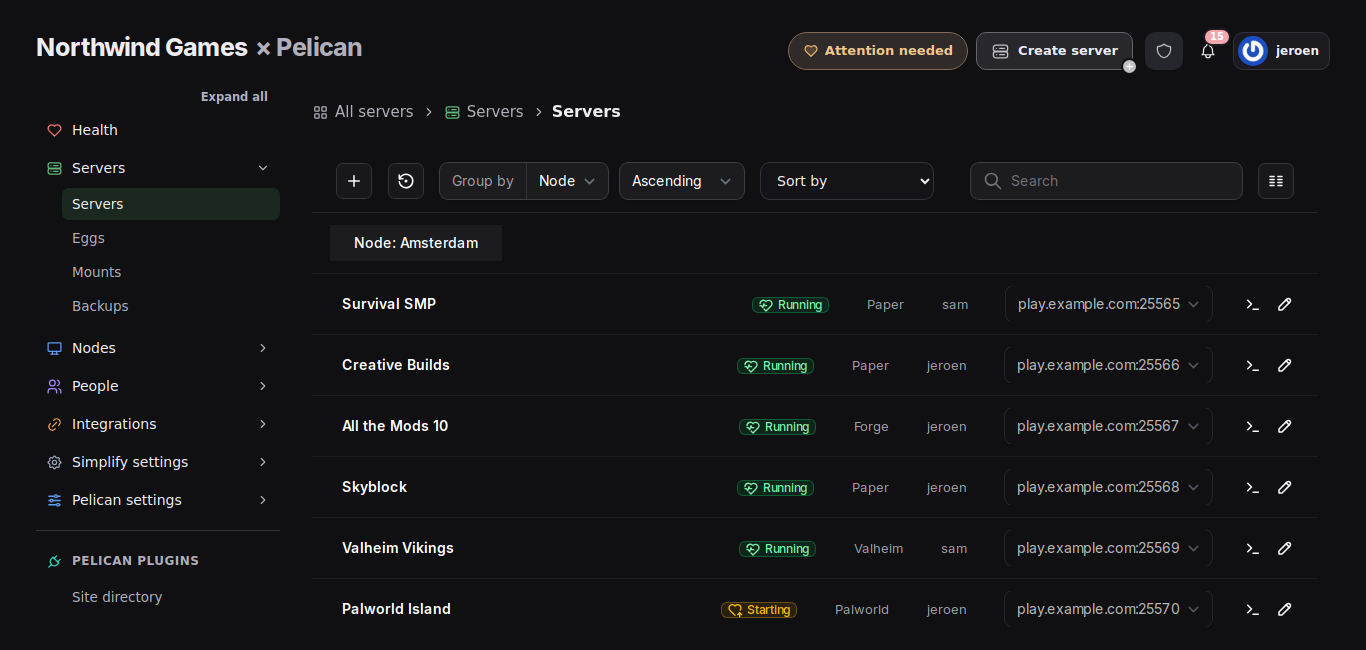 Northwind Games × Pelican
Attention needed
Create server
15
jeroen
Expand all
Health
Servers
Servers
Eggs
Mounts
Backups
Nodes
People
Integrations
Simplify settings
Pelican settings
PELICAN PLUGINS
Site directory
All servers > Servers > Servers
Group by Node Ascending Sort by Search
Node: Amsterdam
Survival SMP Running Paper sam play.example.com:25565
Creative Builds Running Paper jeroen play.example.com:25566
All the Mods 10 Running Forge jeroen play.example.com:25567
Skyblock Running Paper jeroen play.example.com:25568
Valheim Vikings Running Valheim sam play.example.com:25569
Palworld Island Starting Palworld jeroen play.example.com:25570